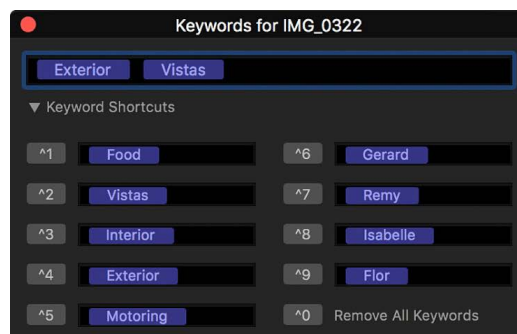 Keywords for IMG_0322
Exterior Vistas
▼ Keyword Shortcuts
^1 Food ^6 Gerard
^2 Vistas ^7 Remy
^3 Interior ^8 Isabelle
^4 Exterior ^9 Flor
^5 Motoring ^0 Remove All Keywords